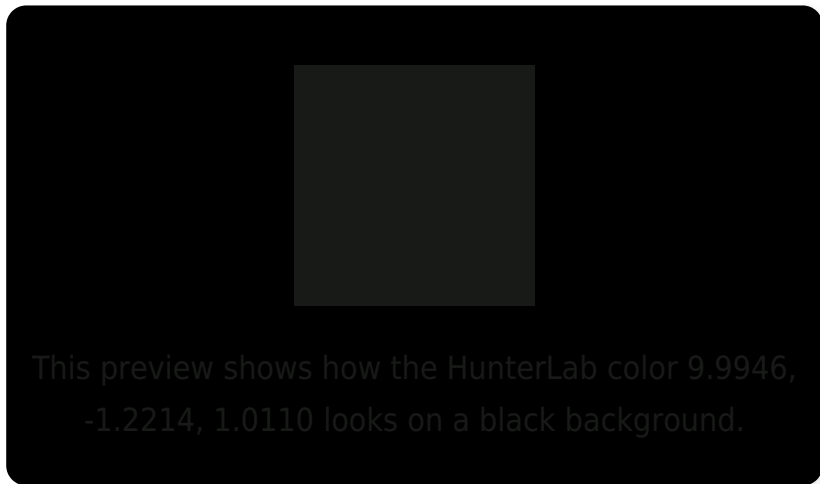 This preview shows how the HunterLab color 9.9946,
-1.2214, 1.0110 looks on a black background.